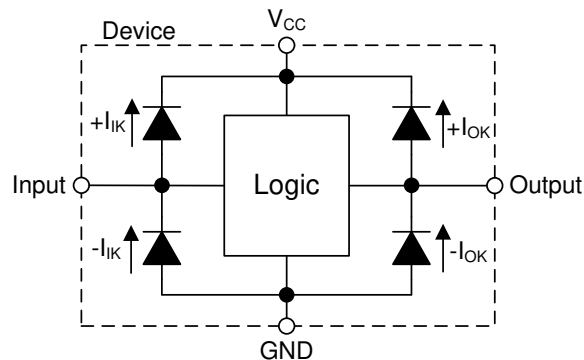 Device
VCC
+IIK
+IOK
Input
Logic
Output
-IIK
-IOK
GND